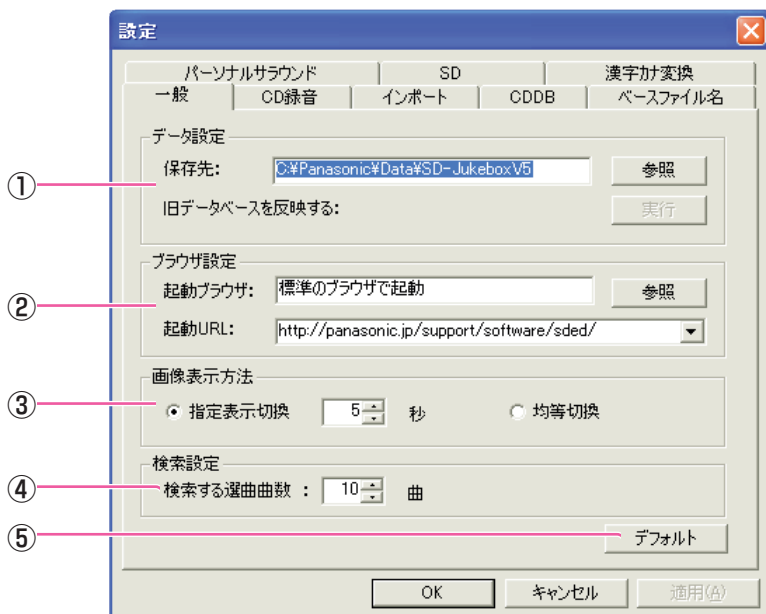 設定
パーソナルサラウンド SD 漢字カナ変換
一般 CD録音 インポート CDDB ベースファイル名
データ設定
① 保存先: C:¥Panasonic¥Data¥SD-JukeboxV5 参照
旧データベースを反映する: 実行
ブラウザ設定
② 起動ブラウザ: 標準のブラウザで起動 参照
起動URL: http://panasonic.jp/support/software/sded/
画像表示方法
③ 指定表示切換 5 秒 均等切換
検索設定
④ 検索する選曲曲数 : 10 曲
⑤ デフォルト
OK キャンセル 適用(A)